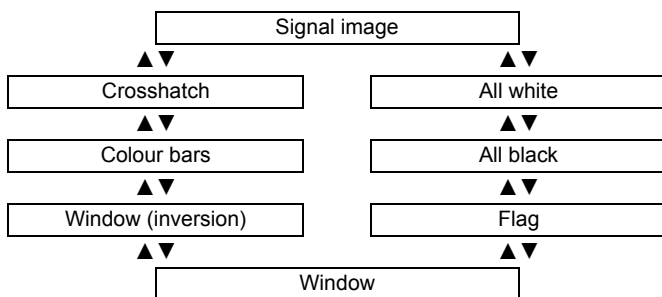 Signal image
▲▼ ▲▼
Crosshatch All white
▲▼ ▲▼
Colour bars All black
▲▼ ▲▼
Window (inversion) Flag
▲▼ ▲▼
Window